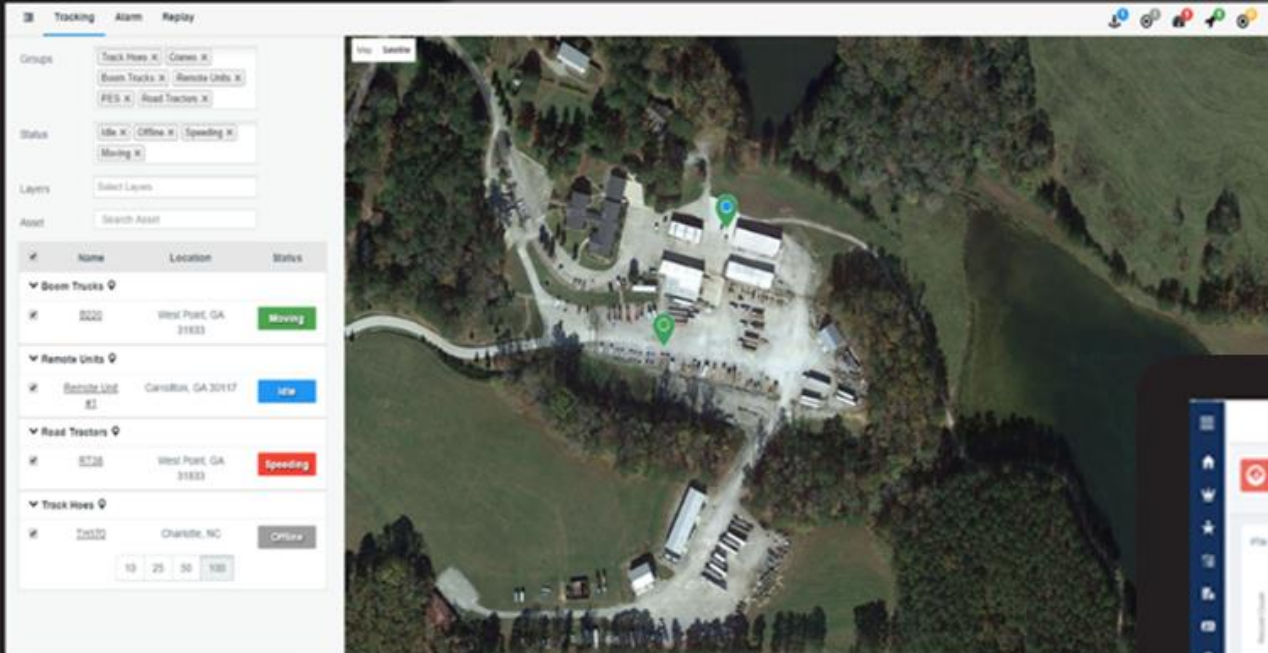 Tracking Alarm Replay
Groups
Track Hoes × Cranes ×
Boom Trucks × Remote Units ×
PES × Road Tractors ×
Status
Idle × Offline × Speeding ×
Moving ×
Layers
Select Layers
Asset
Search Asset
Name Location Status
Boom Trucks
B220 West Point, GA 31833 Moving
Remote Units
Remote Unit #1 Carrollton, GA 30117 Idle
Road Tractors
RT38 West Point, GA 31833 Speeding
Track Hoes
Charlotte, NC Offline
10 25 50 100
Map Satellite